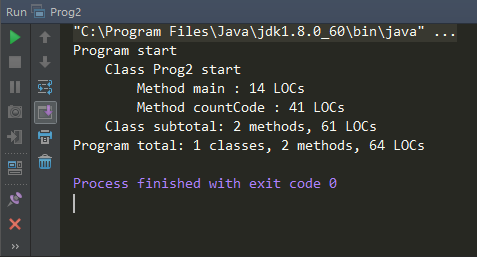 Run Prog2
"C:\Program Files\Java\jdk1.8.0_60\bin\java" ...
Program start
    Class Prog2 start
        Method main : 14 LOCs
        Method countCode : 41 LOCs
    Class subtotal: 2 methods, 61 LOCs
Program total: 1 classes, 2 methods, 64 LOCs
Process finished with exit code 0